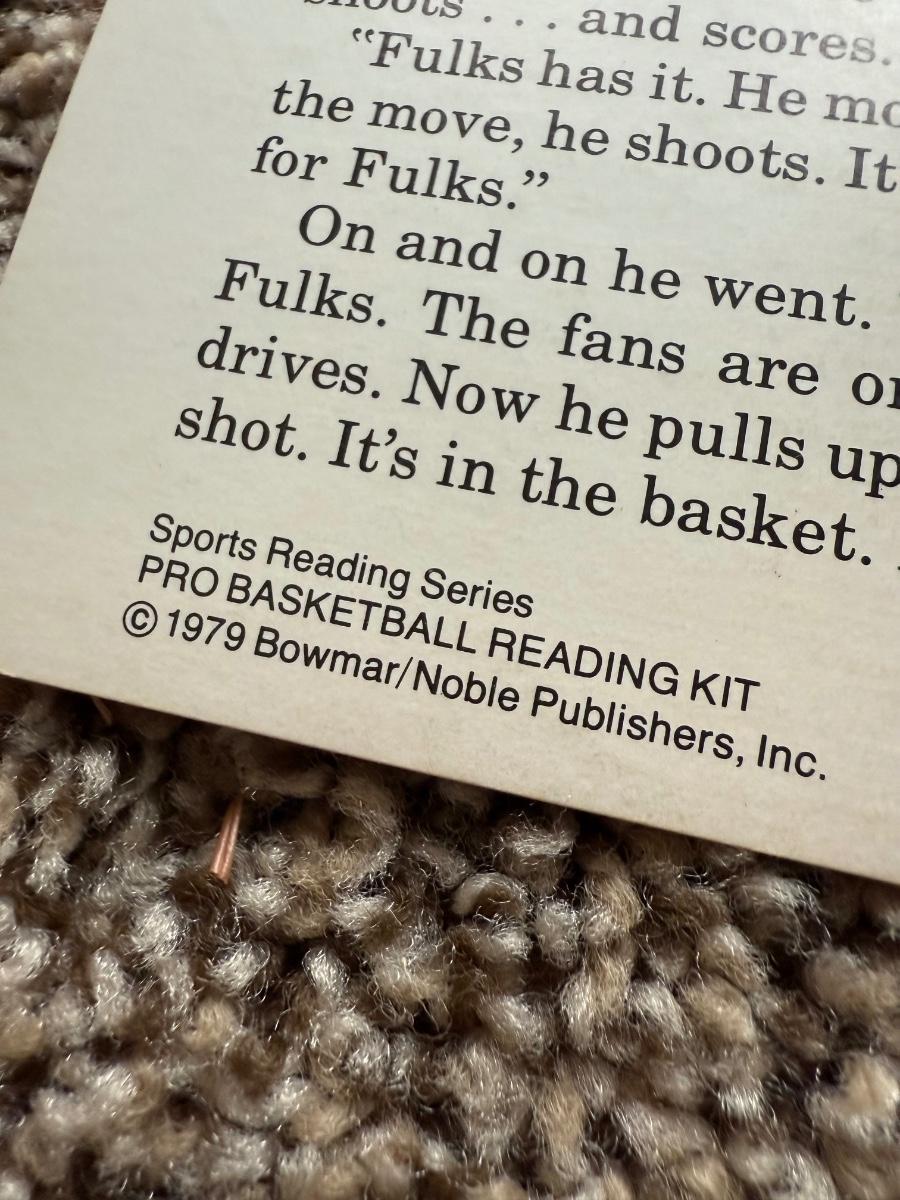 shoots . . . and scores.
“Fulks has it. He mo
the move, he shoots. It
for Fulks.”
On and on he went.
Fulks. The fans are
drives. Now he pulls up
shot. It’s in the basket.
Sports Reading Series
PRO BASKETBALL READING KIT
© 1979 Bowmar/Noble Publishers, Inc.